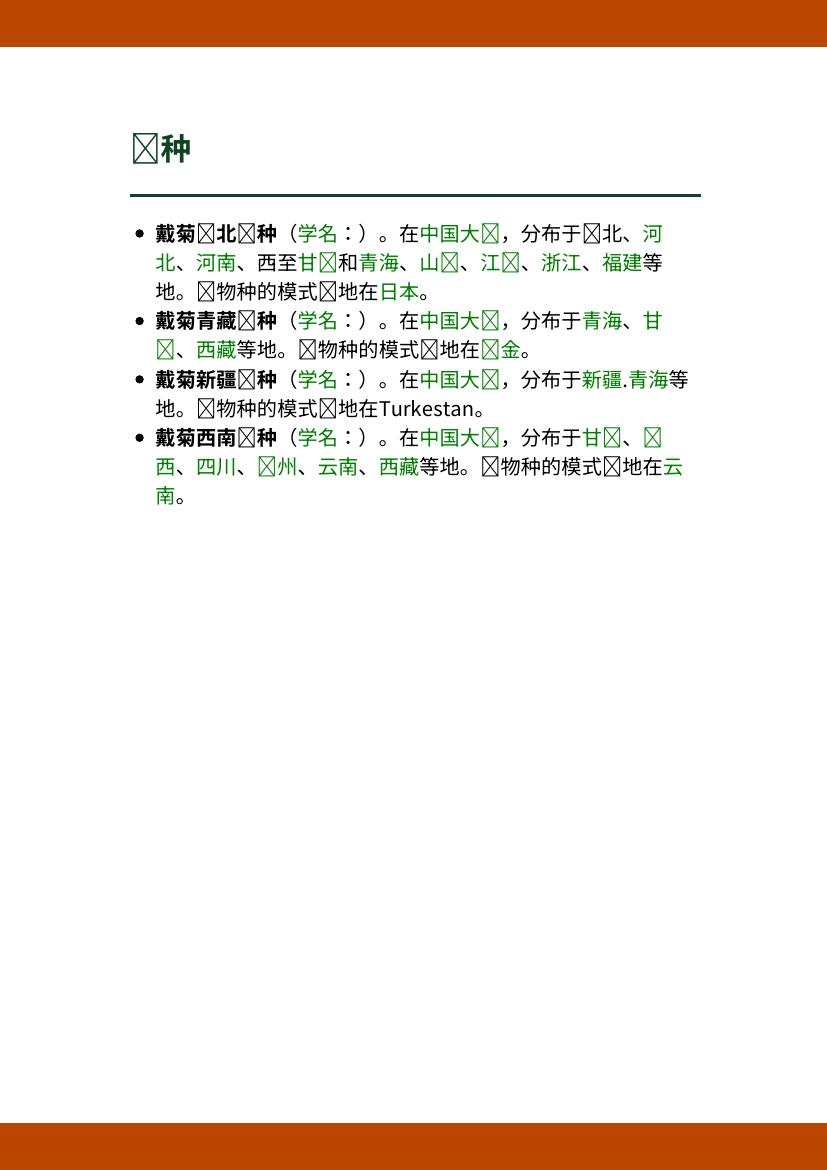 种
• 戴菊北种（学名：）。在中国大，分布于北、河
北、河南、西至甘和青海、山、江、浙江、福建等
地。物种的模式地在日本。
• 戴菊青藏种（学名：）。在中国大，分布于青海、甘
、西藏等地。物种的模式地在金。
• 戴菊新疆种（学名：）。在中国大，分布于新疆.青海等
地。物种的模式地在Turkestan。
• 戴菊西南种（学名：）。在中国大，分布于甘、
西、四川、州、云南、西藏等地。物种的模式地在云
南。